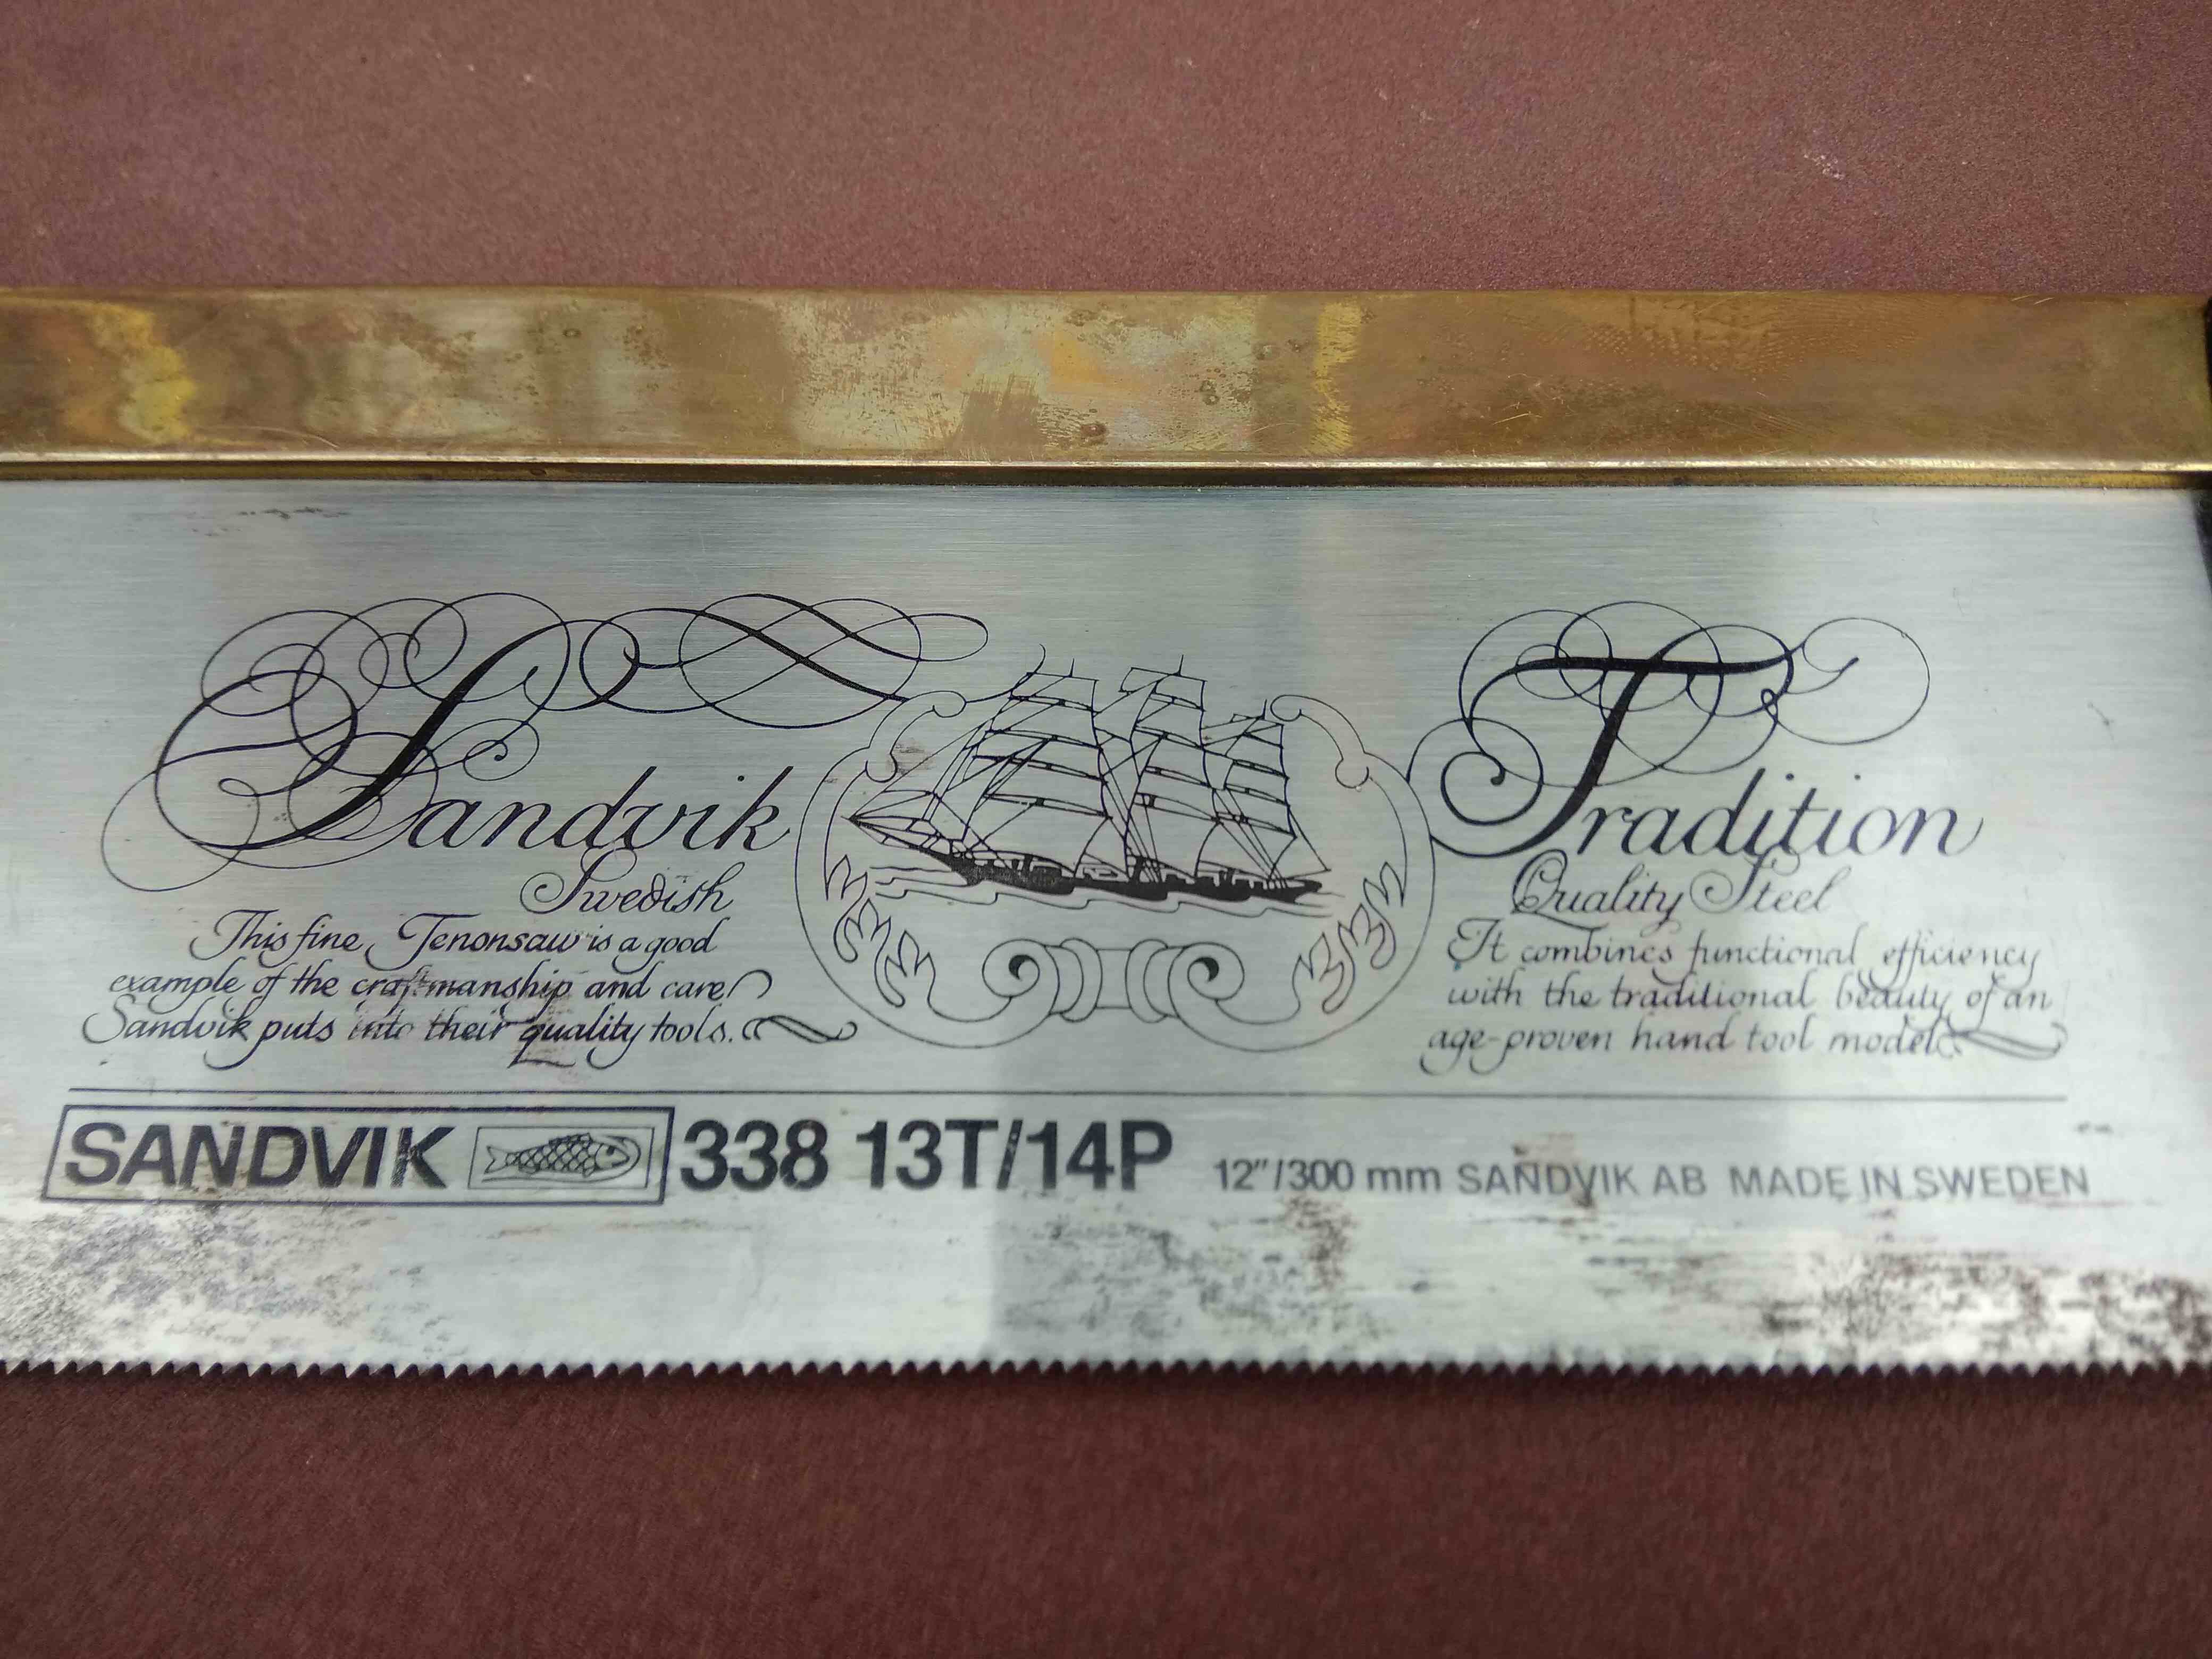 Sandvik
Swedish
This fine Tenonsaw is a good
example of the craftmanship and care
Sandvik puts into their quality tools.
Tradition
Quality Steel
It combines functional efficiency
with the traditional beauty of an
age-proven hand tool model.
SANDVIK 338 13T/14P 12"/300 mm SANDVIK AB MADE IN SWEDEN